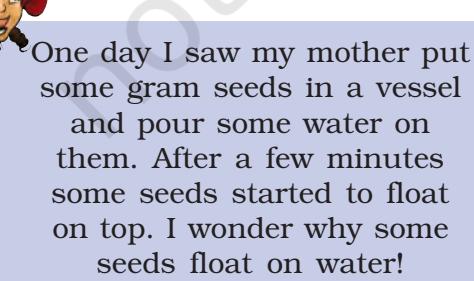 One day I saw my mother put
some gram seeds in a vessel
and pour some water on
them. After a few minutes
some seeds started to float
on top. I wonder why some
seeds float on water!